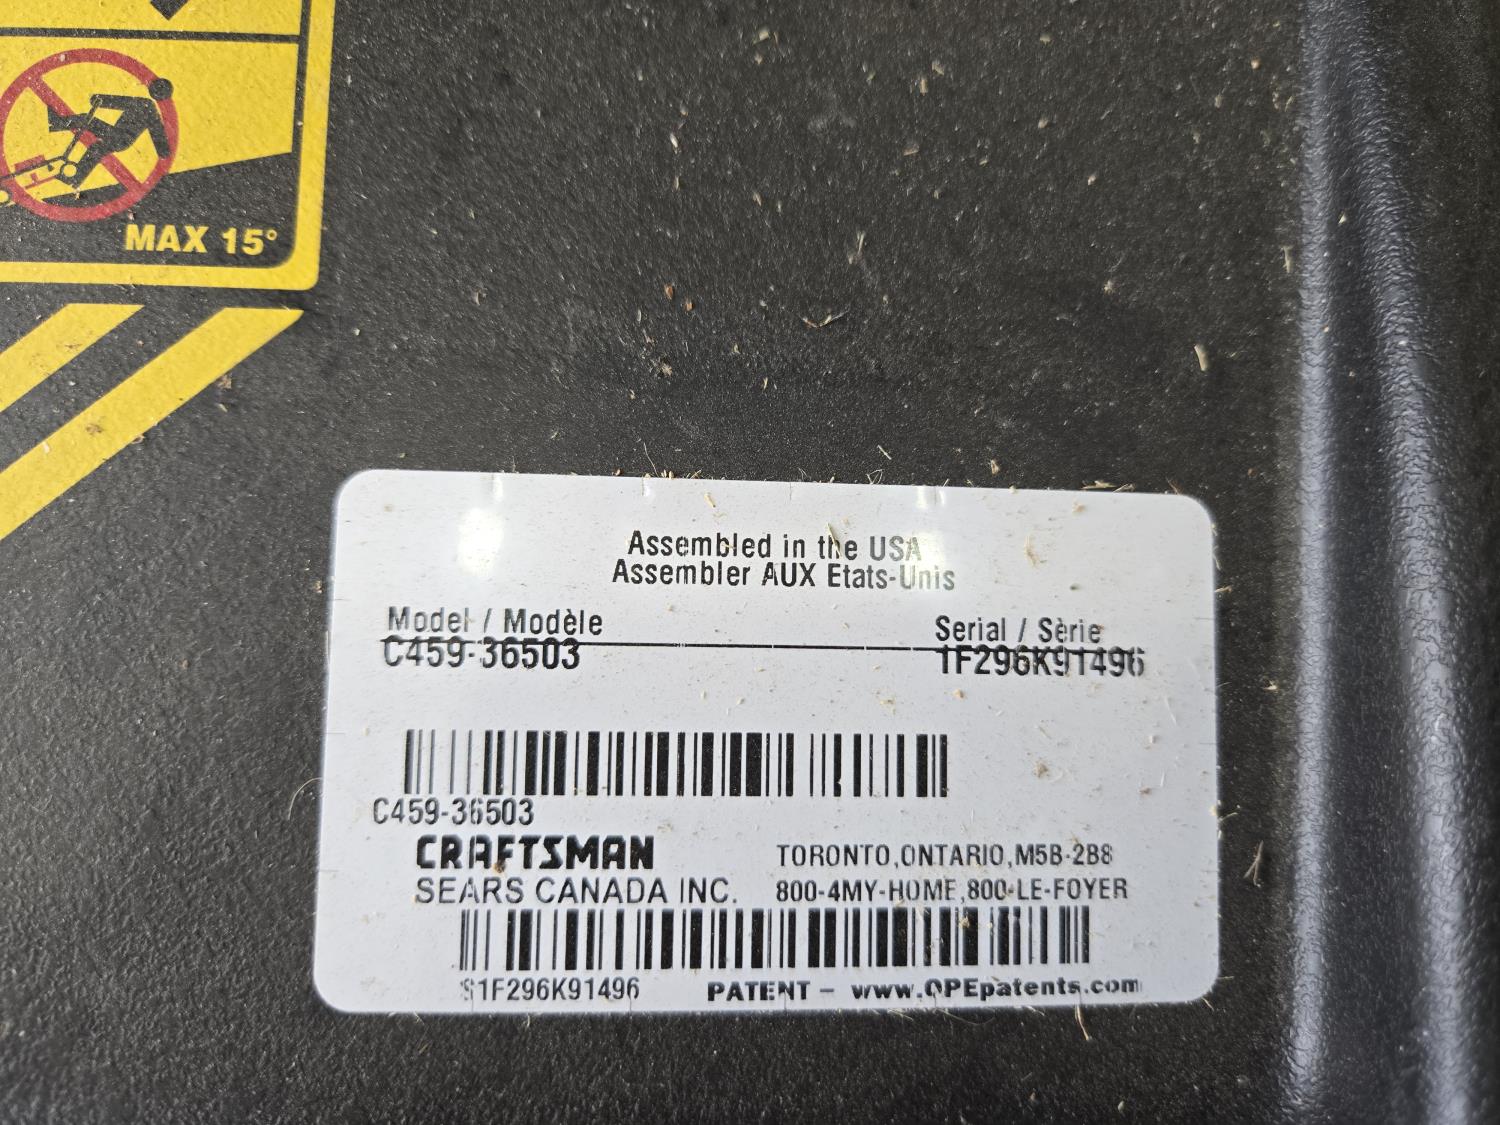 MAX 15°
Assembled in the USA
Assembler AUX Etats-Unis
Model / Modèle
Serial / Sèrie
C459-36503
1F296K91496
C459-36503
CRAFTSMAN
SEARS CANADA INC.
TORONTO,ONTARIO,M5B-2B8
800-4MY-HOME,800-LE-FOYER
S1F296K91496
PATENT - www.OPEpatents.com